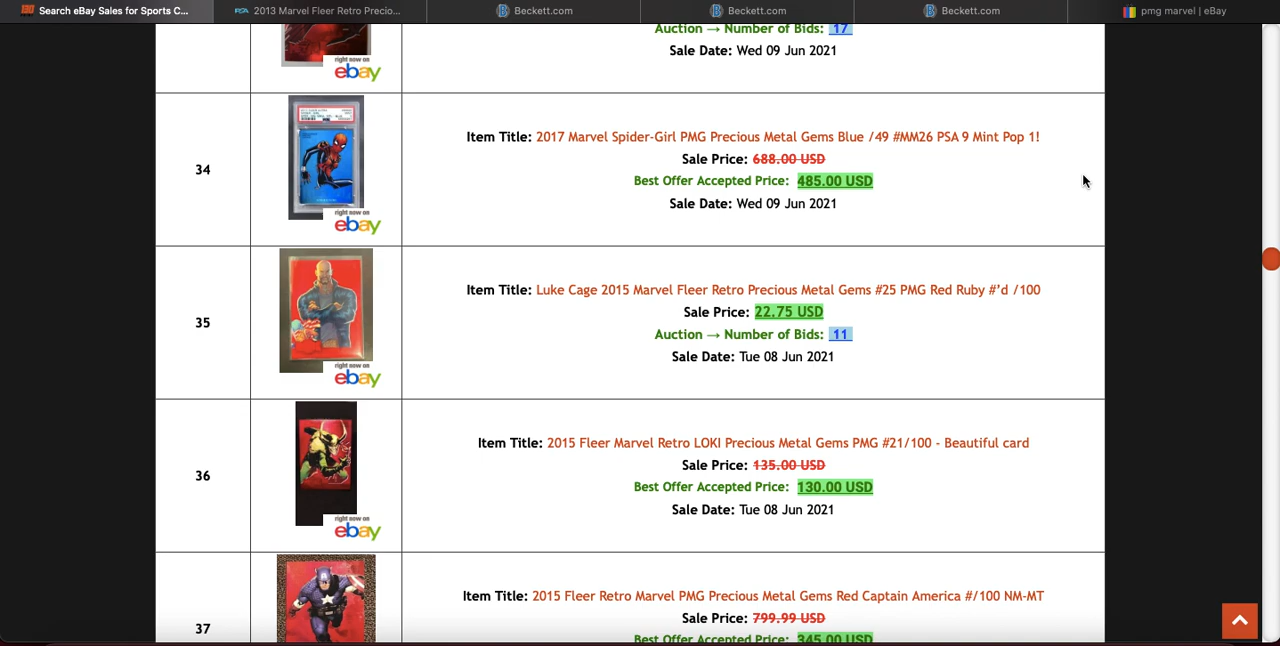 Search eBay Sales for Sports C...
2013 Marvel Fleer Retro Precio...
Beckett.com
Beckett.com
Beckett.com
pmg marvel | eBay
Auction → Number of Bids: 17
Sale Date: Wed 09 Jun 2021
right now on
ebay
34
Item Title: 2017 Marvel Spider-Girl PMG Precious Metal Gems Blue /49 #MM26 PSA 9 Mint Pop 1!
Sale Price: 688.00 USD
Best Offer Accepted Price: 485.00 USD
Sale Date: Wed 09 Jun 2021
right now on
ebay
35
Item Title: Luke Cage 2015 Marvel Fleer Retro Precious Metal Gems #25 PMG Red Ruby #'d /100
Sale Price: 22.75 USD
Auction → Number of Bids: 11
Sale Date: Tue 08 Jun 2021
right now on
ebay
36
Item Title: 2015 Fleer Marvel Retro LOKI Precious Metal Gems PMG #21/100 - Beautiful card
Sale Price: 135.00 USD
Best Offer Accepted Price: 130.00 USD
Sale Date: Tue 08 Jun 2021
right now on
ebay
37
Item Title: 2015 Fleer Retro Marvel PMG Precious Metal Gems Red Captain America #/100 NM-MT
Sale Price: 799.99 USD
Best Offer Accepted Price: 345.00 USD